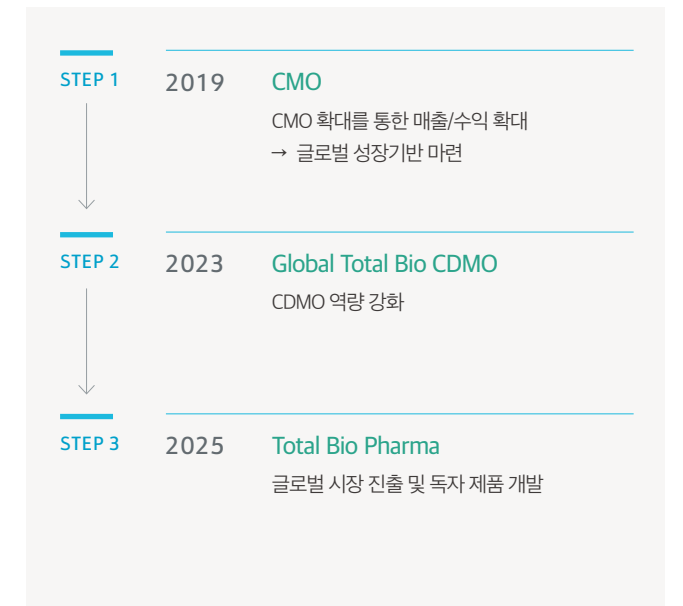 STEP 1
2019
CMO
CMO 확대를 통한 매출/수익 확대
→ 글로벌 성장기반 마련
STEP 2
2023
Global Total Bio CDMO
CDMO 역량 강화
STEP 3
2025
Total Bio Pharma
글로벌 시장 진출 및 독자 제품 개발